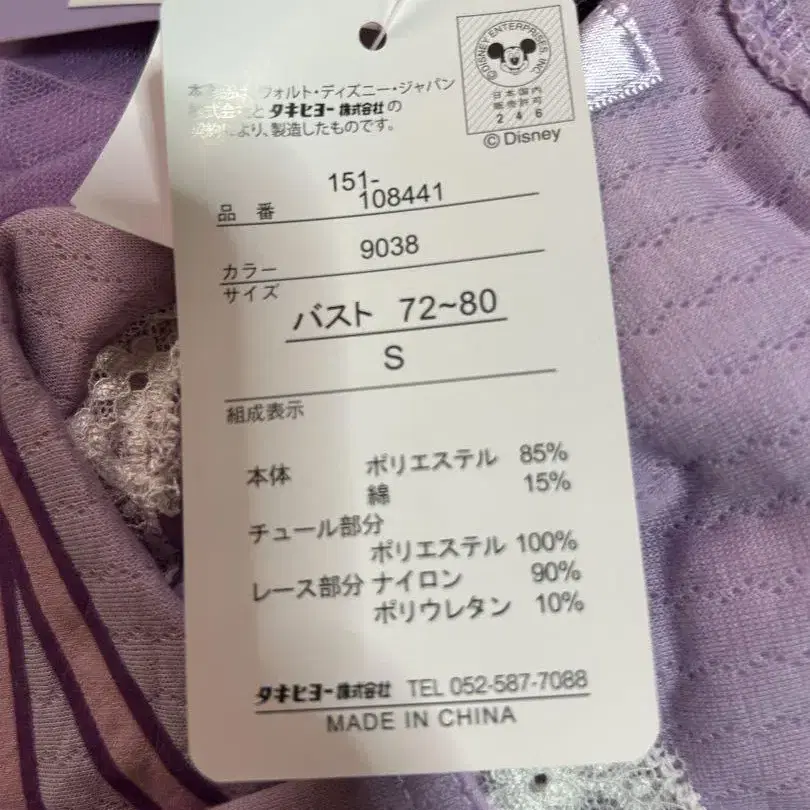 ©DISNEY ENTERPRISES, INC.
日本国内
販売許可
246
©Disney
ウォルト・ディズニー・ジャパン
タキヒヨー株式会社の
により、製造したものです。
151-
品番 108441
カラー 9038
サイズ
バスト 72~80
S
組成表示
本体 ポリエステル 85%
綿 15%
チュール部分
ポリエステル 100%
レース部分 ナイロン 90%
ポリウレタン 10%
タキヒヨー株式会社 TEL 052-587-7088
MADE IN CHINA